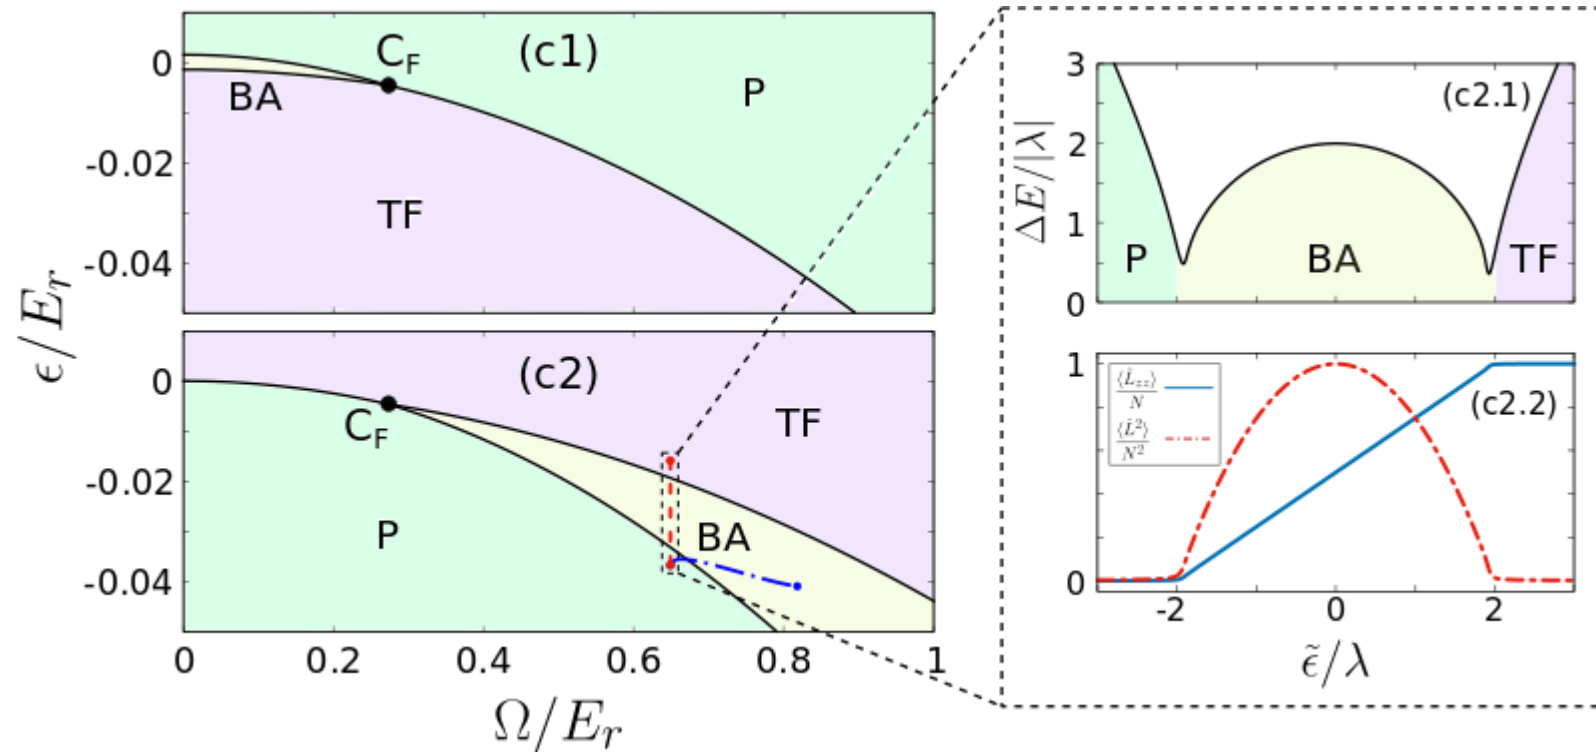 (c1)
C_F
BA
P
TF
0
-0.02
-0.04
ϵ/E_r
(c2)
C_F
TF
BA
P
0
-0.02
-0.04
0
0.2
0.4
0.6
0.8
1
Ω/E_r
(c2.1)
ΔE/|λ|
3
2
1
0
P
BA
TF
(c2.2)
⟨L̂_zz⟩/N
⟨L̂²⟩/N²
1
0
-2
0
2
ϵ̃/λ